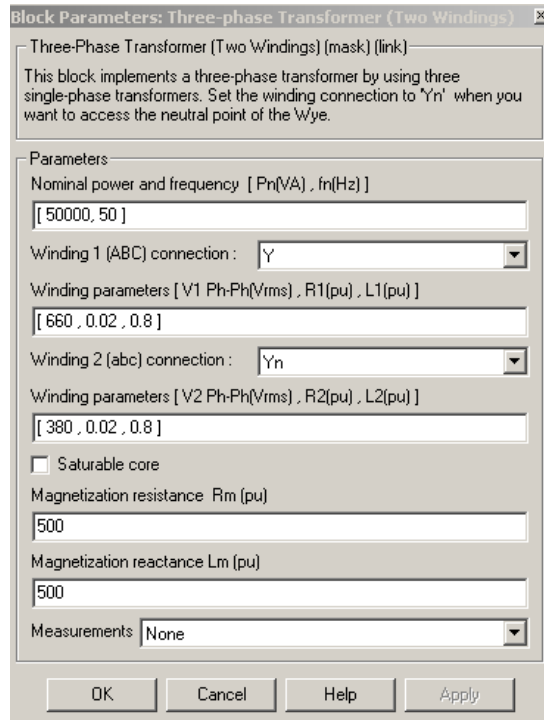 Block Parameters: Three-phase Transformer (Two Windings)
Three-Phase Transformer (Two Windings) (mask) (link)
This block implements a three-phase transformer by using three
single-phase transformers. Set the winding connection to 'Yn' when you
want to access the neutral point of the Wye.
Parameters
Nominal power and frequency [ Pn(VA) , fn(Hz) ]
[ 50000, 50 ]
Winding 1 (ABC) connection : Y
Winding parameters [ V1 Ph-Ph(Vrms) , R1(pu) , L1(pu) ]
[ 660 , 0.02 , 0.8 ]
Winding 2 (abc) connection : Yn
Winding parameters [ V2 Ph-Ph(Vrms) , R2(pu) , L2(pu) ]
[ 380 , 0.02 , 0.8 ]
Saturable core
Magnetization resistance Rm (pu)
500
Magnetization reactance Lm (pu)
500
Measurements None
OK Cancel Help Apply